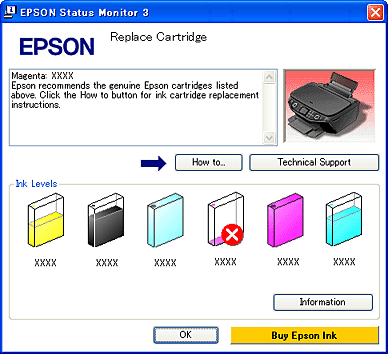 EPSON Status Monitor 3
EPSON
Replace Cartridge
Magenta: XXXX
Epson recommends the genuine Epson cartridges listed
above. Click the How to button for ink cartridge replacement
instructions.
How to...
Technical Support
Ink Levels
XXXX XXXX XXXX XXXX XXXX XXXX
Information
OK
Buy Epson Ink